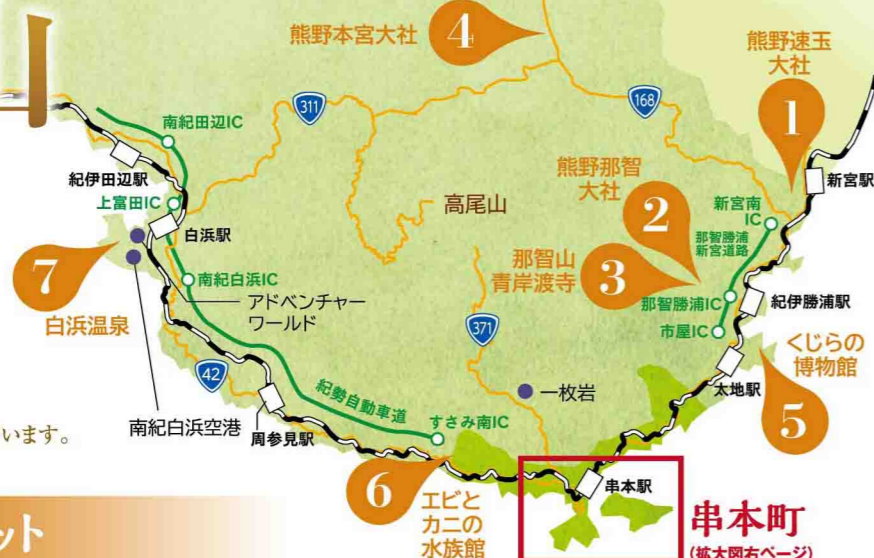 熊野本宮大社
4
熊野速玉
大社
1
311
168
南紀田辺IC
紀伊田辺駅
上富田IC
白浜駅
高尾山
熊野那智
大社
2
新宮駅
新宮南
IC
那智勝浦
新宮道路
那智山
青岸渡寺
3
那智勝浦IC
紀伊勝浦駅
市屋IC
7
白浜温泉
南紀白浜IC
アドベンチャー
ワールド
371
くじらの
博物館
太地駅
5
42
紀勢自動車道
一枚岩
います。
南紀白浜空港
周参見駅
すさみ南IC
6
エビと
カニの
水族館
串本駅
串本町
(拡大図右ページ)
ット